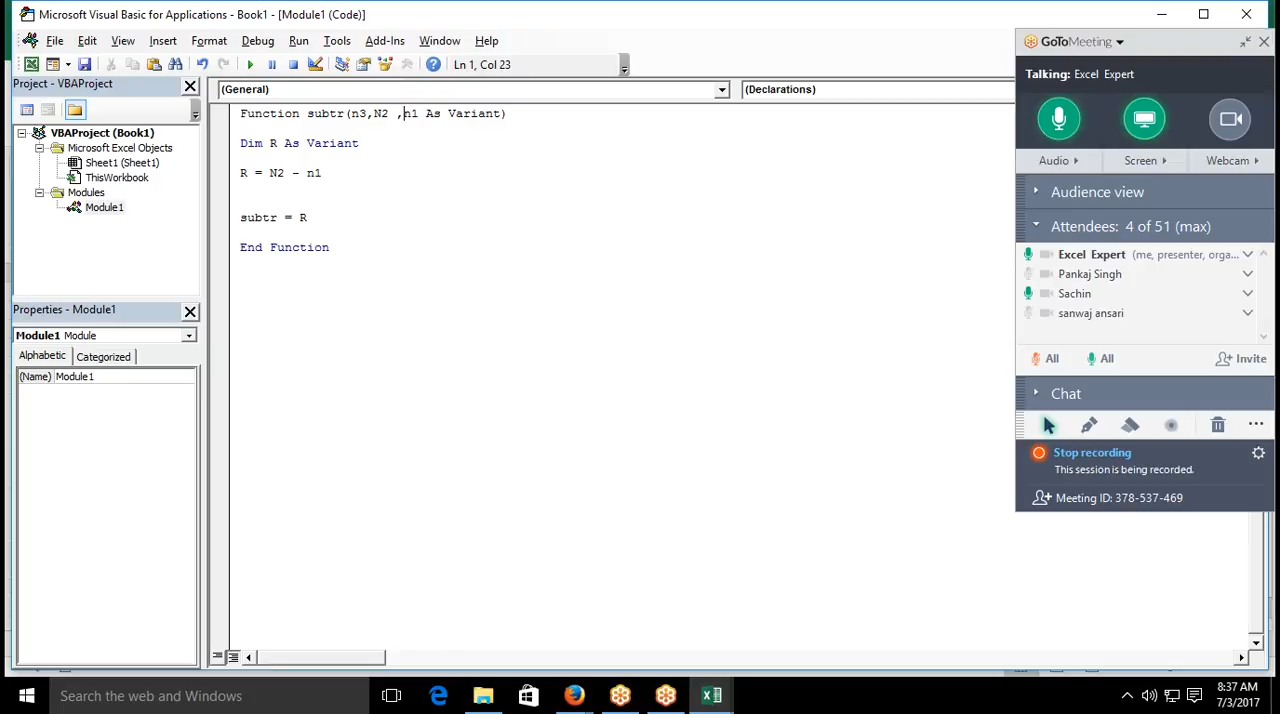 Microsoft Visual Basic for Applications - Book1 - [Module1 (Code)]
File Edit View Insert Format Debug Run Tools Add-Ins Window Help
Ln 1, Col 23
Project - VBAProject
VBAProject (Book1)
Microsoft Excel Objects
Sheet1 (Sheet1)
ThisWorkbook
Modules
Module1
Properties - Module1
Module1 Module
Alphabetic Categorized
(Name) Module1
(General) (Declarations)
Function subtr(n3,N2 ,n1 As Variant)
Dim R As Variant
R = N2 - n1
subtr = R
End Function
GoToMeeting
Talking: Excel Expert
Audio Screen Webcam
Audience view
Attendees: 4 of 51 (max)
Excel Expert (me, presenter, orga...
Pankaj Singh
Sachin
sanwaj ansari
All All Invite
Chat
Stop recording
This session is being recorded.
Meeting ID: 378-537-469
Search the web and Windows
8:37 AM
7/3/2017